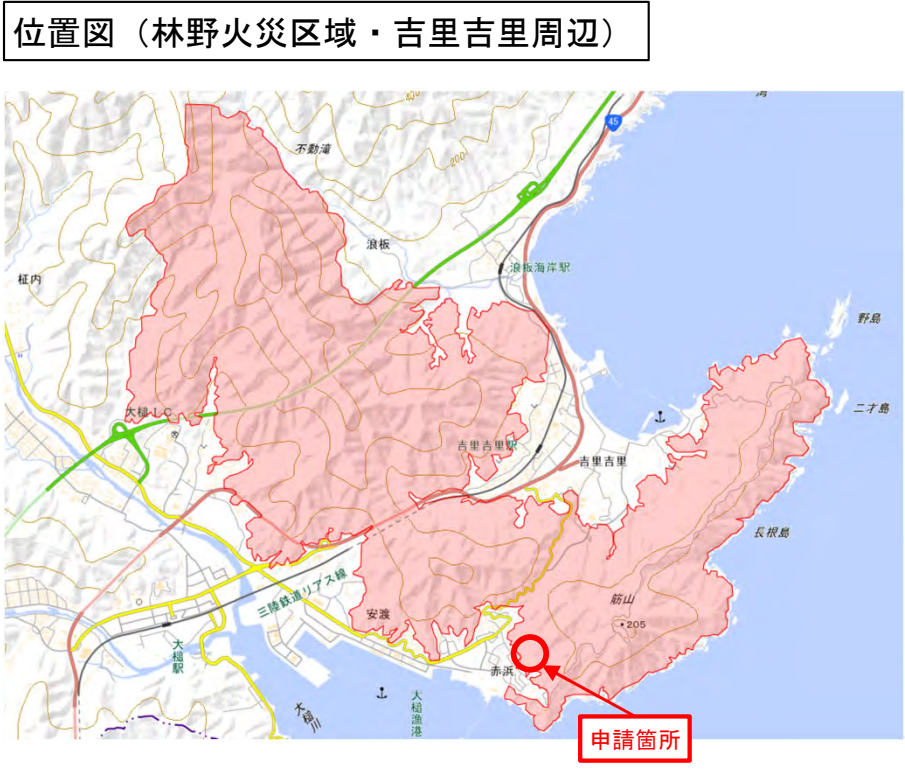 位置図（林野火災区域・吉里吉里周辺）
湾
45
不動滝
200
浪板
浪板海岸駅
柾内
野島
二才島
大槌IC
吉里吉里駅
吉里吉里
長根島
三陸鉄道リアス線
安渡
筋山
205
大槌駅
赤浜
大槌川
大槌漁港
申請箇所